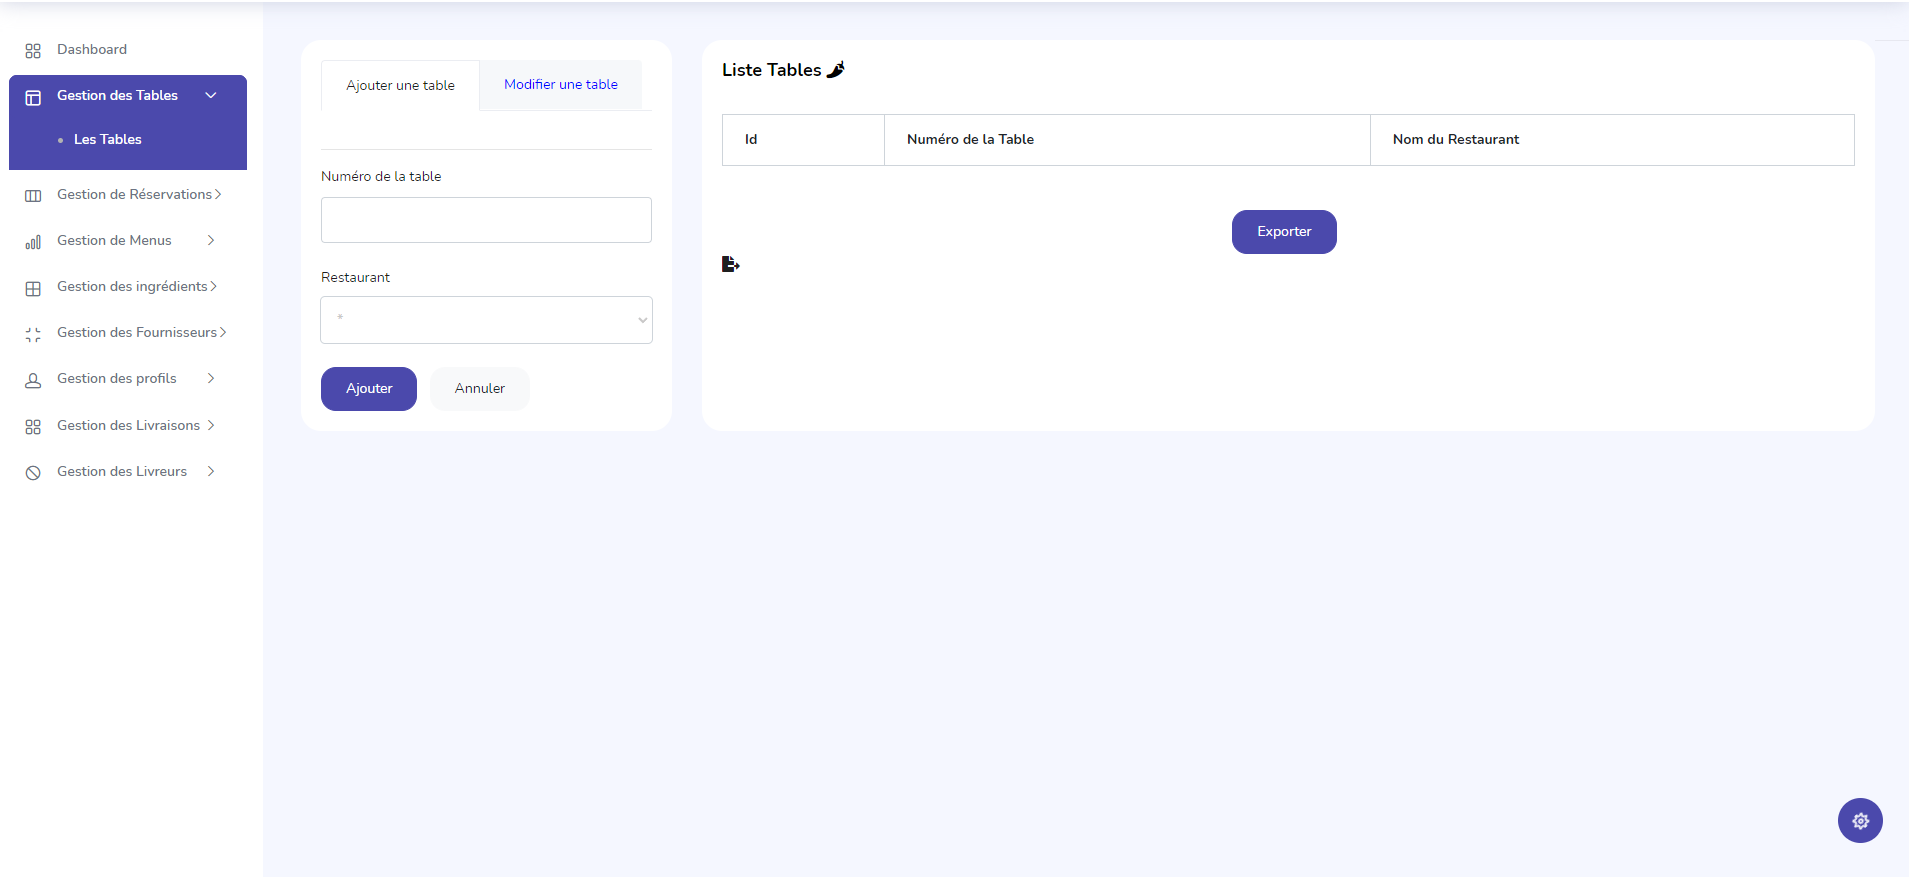 Dashboard
Gestion des Tables
Les Tables
Gestion de Réservations
Gestion de Menus
Gestion des ingrédients
Gestion des Fournisseurs
Gestion des profils
Gestion des Livraisons
Gestion des Livreurs
Ajouter une table
Modifier une table
Numéro de la table
Restaurant
*
Ajouter
Annuler
Liste Tables
Id
Numéro de la Table
Nom du Restaurant
Exporter